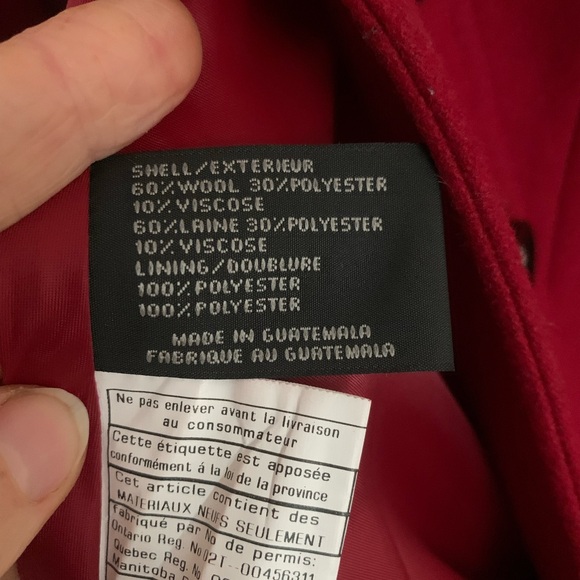 SHELL/EXTERIEUR
60%WOOL 30%POLYESTER
10%VISCOSE
60%LAINE 30%POLYESTER
10%VISCOSE
LINING/DOUBLURE
100%POLYESTER
100%POLYESTER
MADE IN GUATEMALA
FABRIQUE AU GUATEMALA
Ne pas enlever avant la livraison
au consommateur
Cette étiquette est apposée
conformément á la loi de la province
Cet article contient des
MATERIAUX NEUFS SEULEMENT
Fabriqué par No de permis:
Ontario Reg. No 02T--00456311
Quebec Reg. No
Manitoba